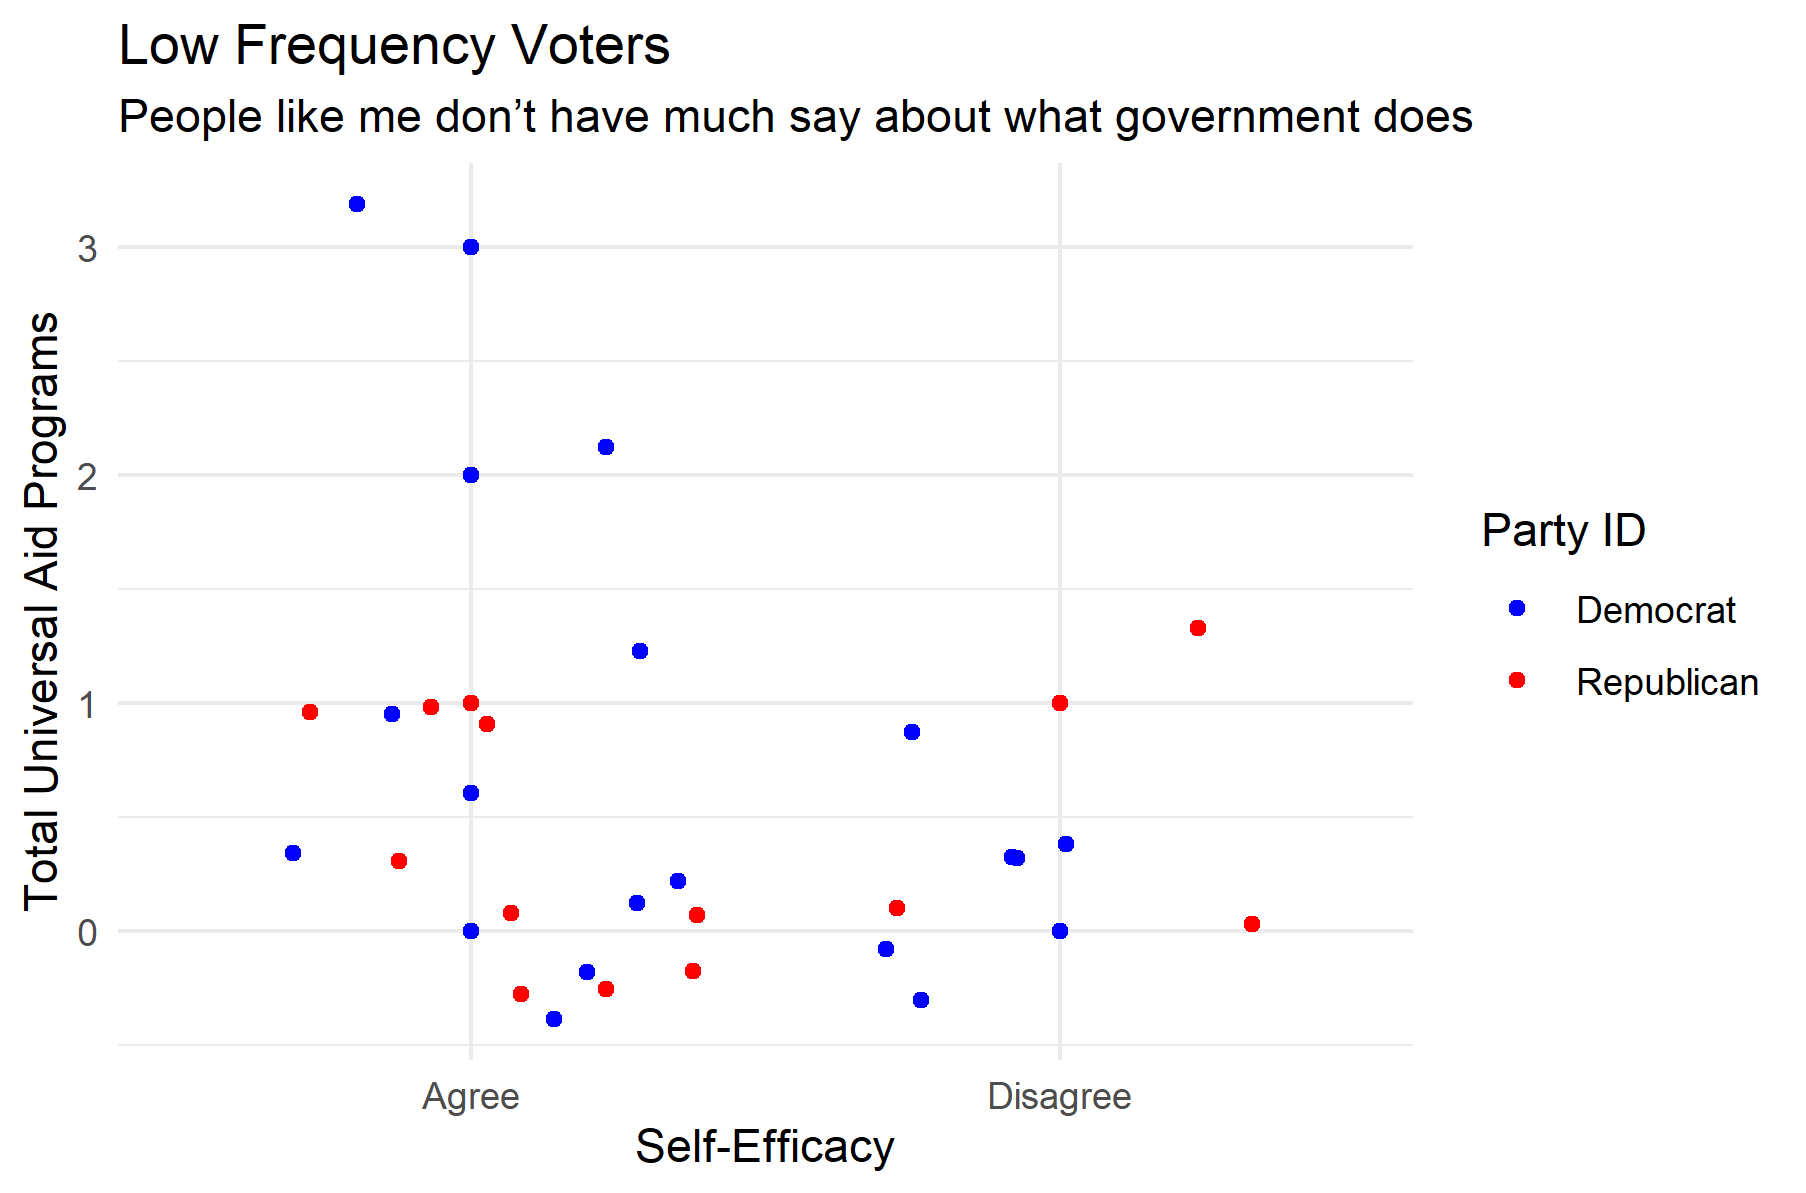 Low Frequency Voters
People like me don’t have much say about what government does
Total Universal Aid Programs
3
2
1
0
Agree
Disagree
Self-Efficacy
Party ID
Democrat
Republican